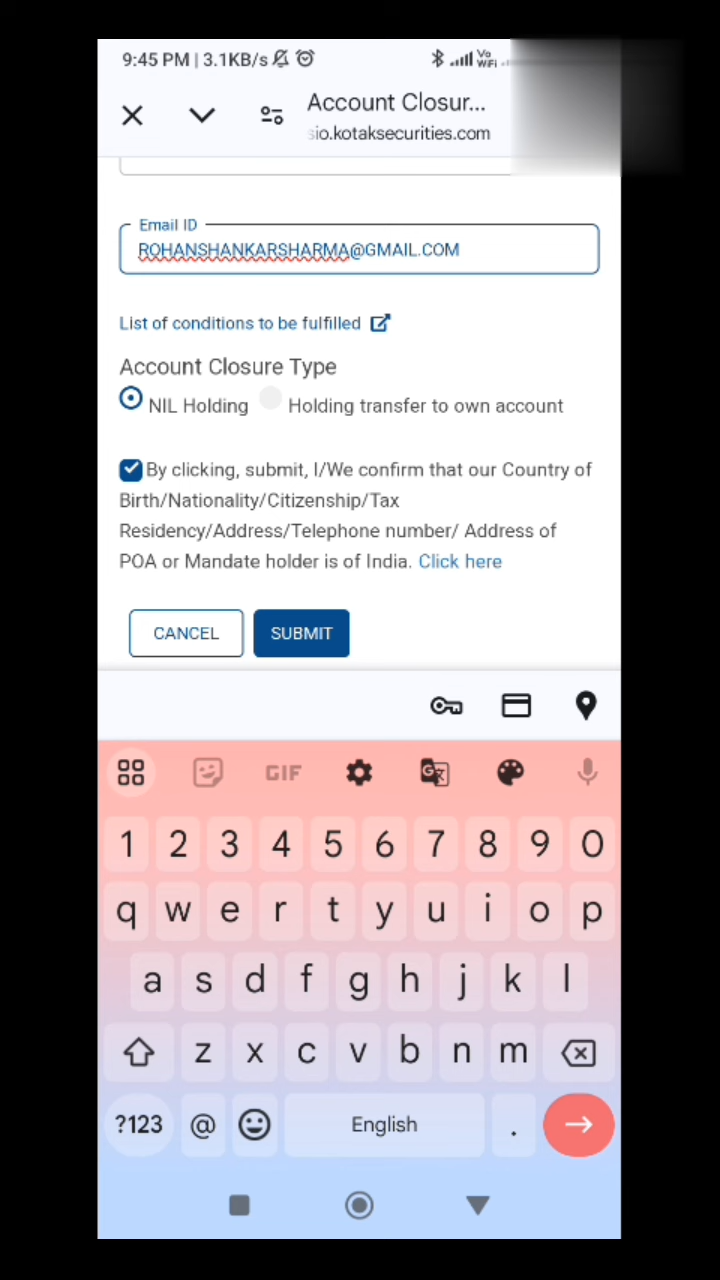 9:45 PM | 3.1KB/s
Vo
WiFi
Account Closur...
sio.kotaksecurities.com
Email ID
ROHANSHANKARSHARMA@GMAIL.COM
List of conditions to be fulfilled
Account Closure Type
NIL Holding Holding transfer to own account
By clicking, submit, I/We confirm that our Country of
Birth/Nationality/Citizenship/Tax
Residency/Address/Telephone number/ Address of
POA or Mandate holder is of India. Click here
CANCEL SUBMIT
GIF
1 2 3 4 5 6 7 8 9 0
q w e r t y u i o p
a s d f g h j k l
z x c v b n m
?123 @ English .